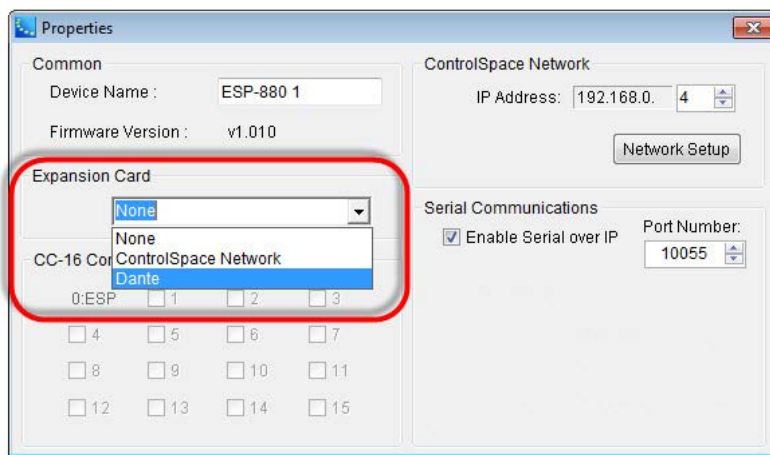 Properties
Common
Device Name :
ESP-880 1
Firmware Version :
v1.010
Expansion Card
None
None
ControlSpace Network
Dante
CC-16 Co
0:ESP
1
2
3
4
5
6
7
8
9
10
11
12
13
14
15
ControlSpace Network
IP Address:
192.168.0.
4
Network Setup
Serial Communications
Enable Serial over IP
Port Number:
10055